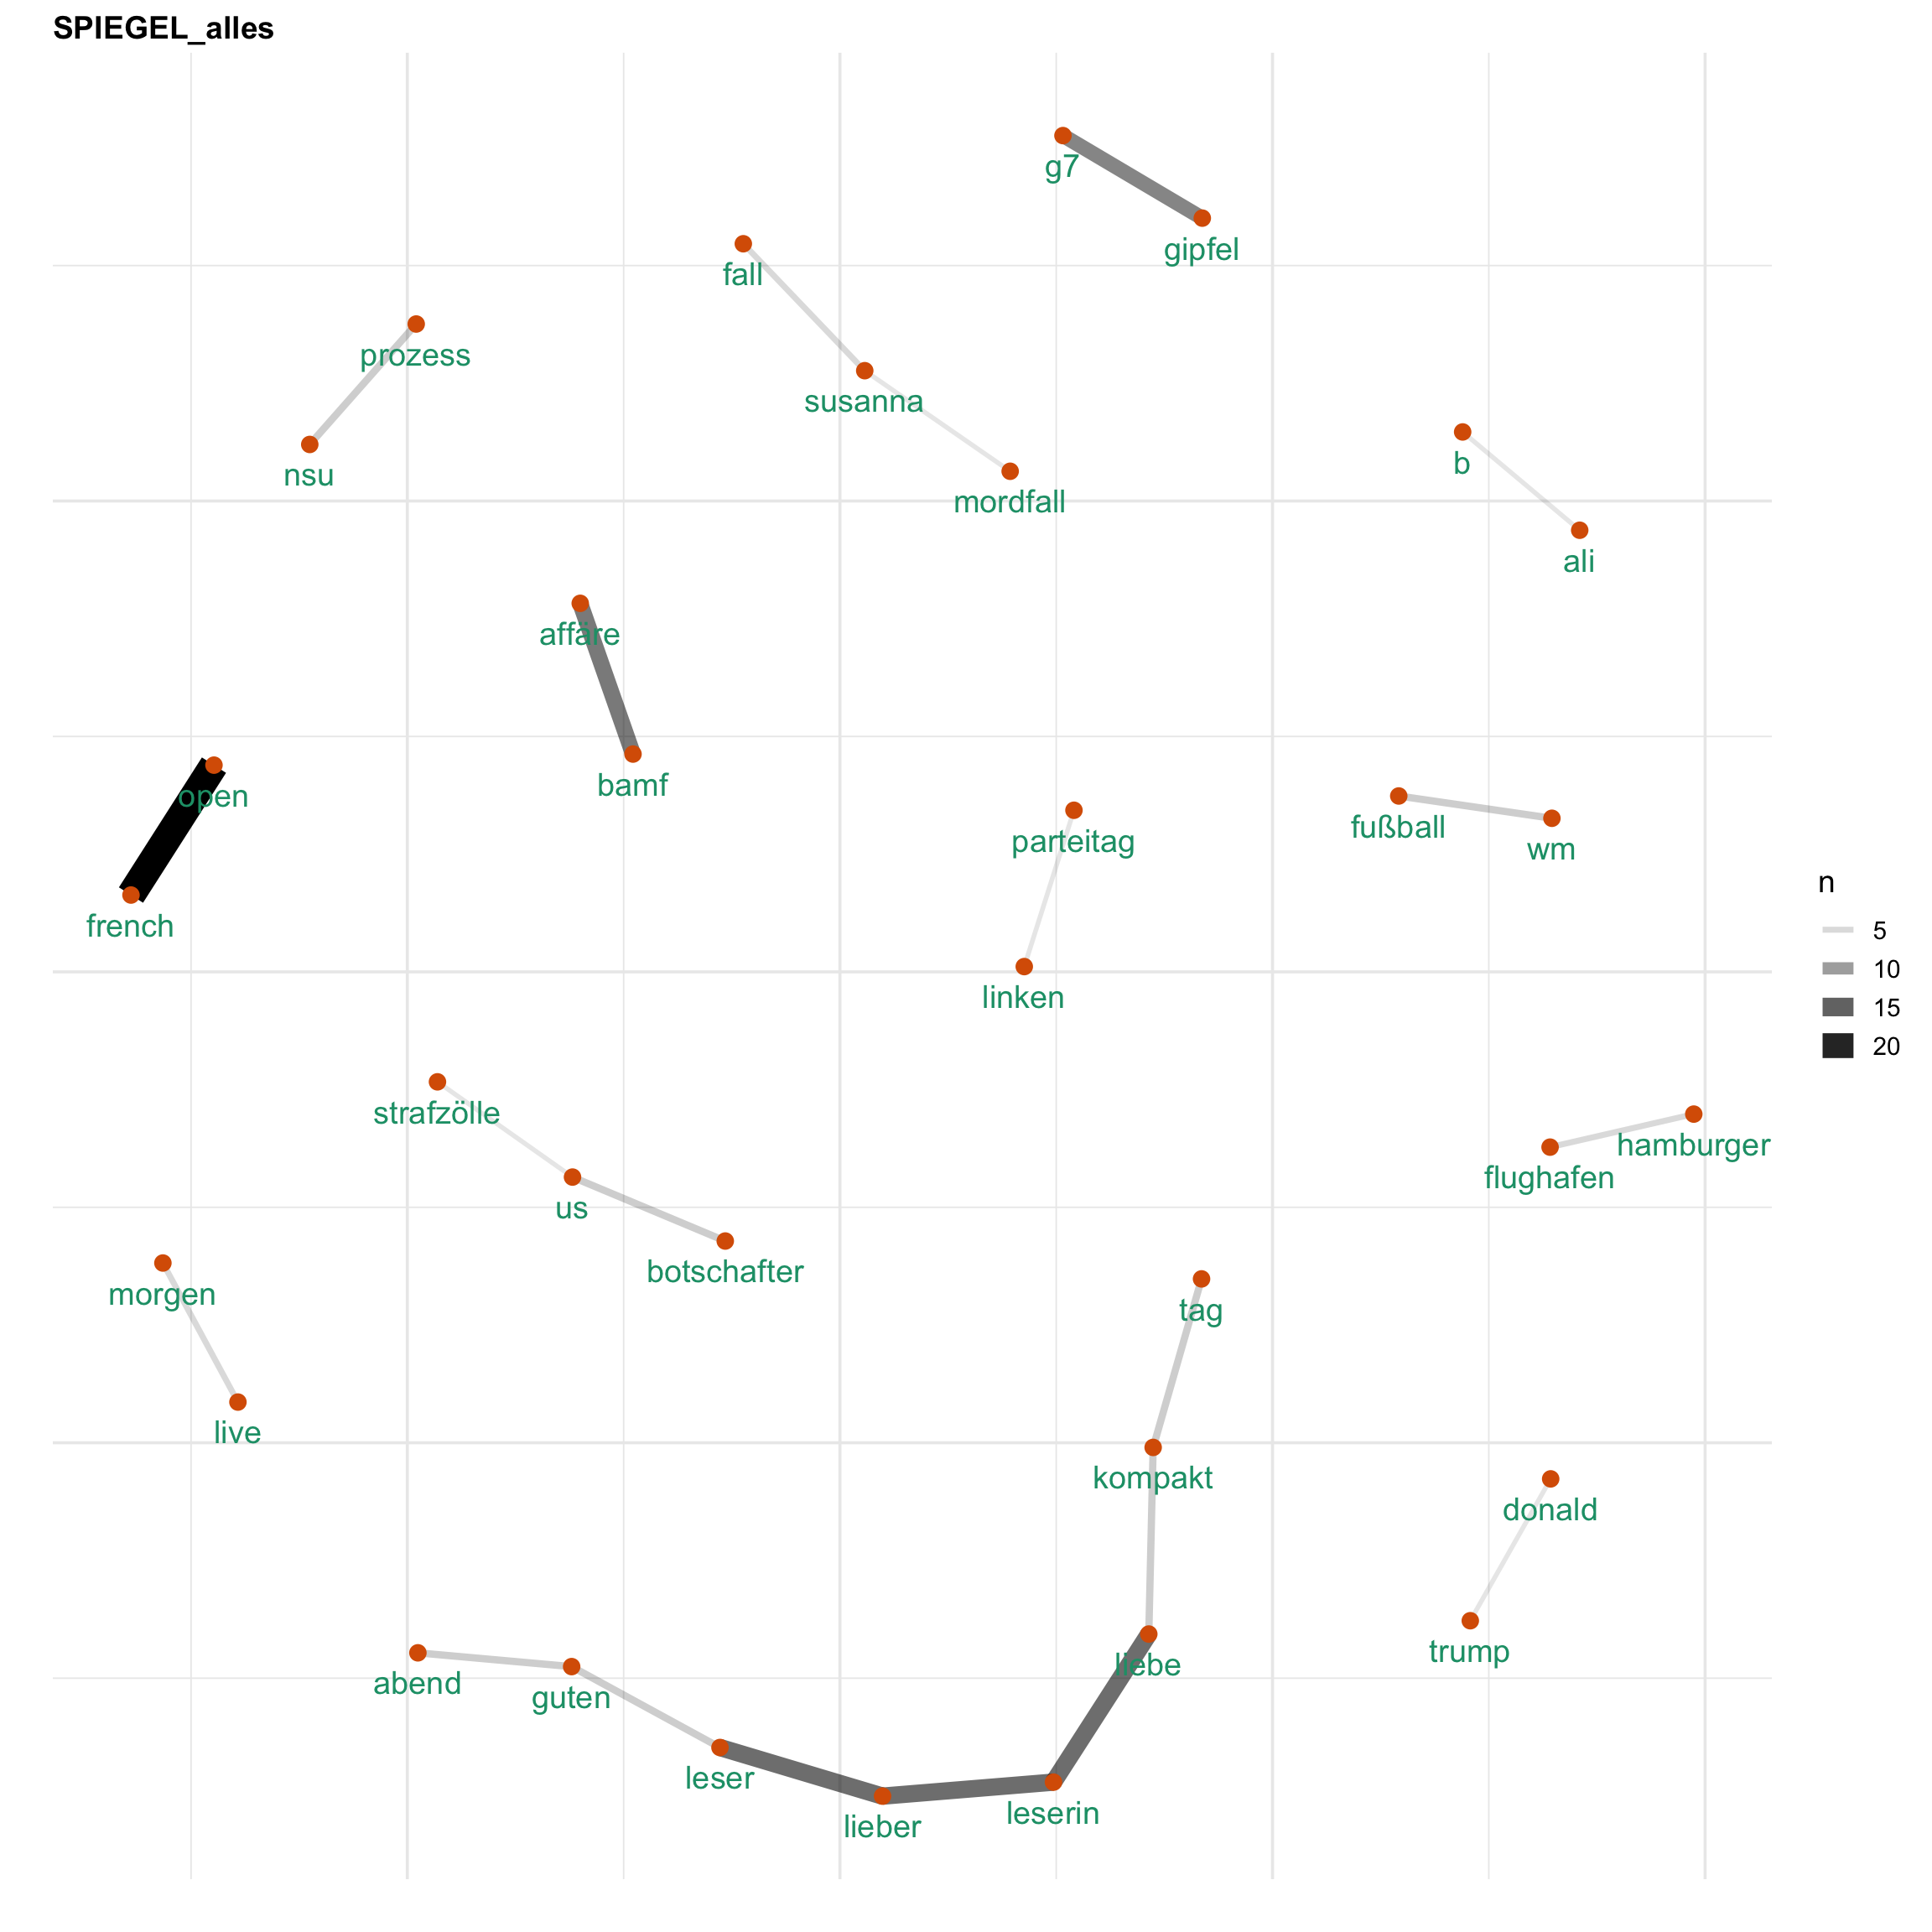 SPIEGEL_alles
g7
gipfel
fall
prozess
susanna
nsu
mordfall
b
ali
affäre
bamf
open
french
parteitag
fußball
wm
linken
n
5
10
15
20
strafzölle
us
botschafter
hamburger
flughafen
morgen
live
tag
kompakt
donald
trump
liebe
abend
guten
leser
lieber
leserin